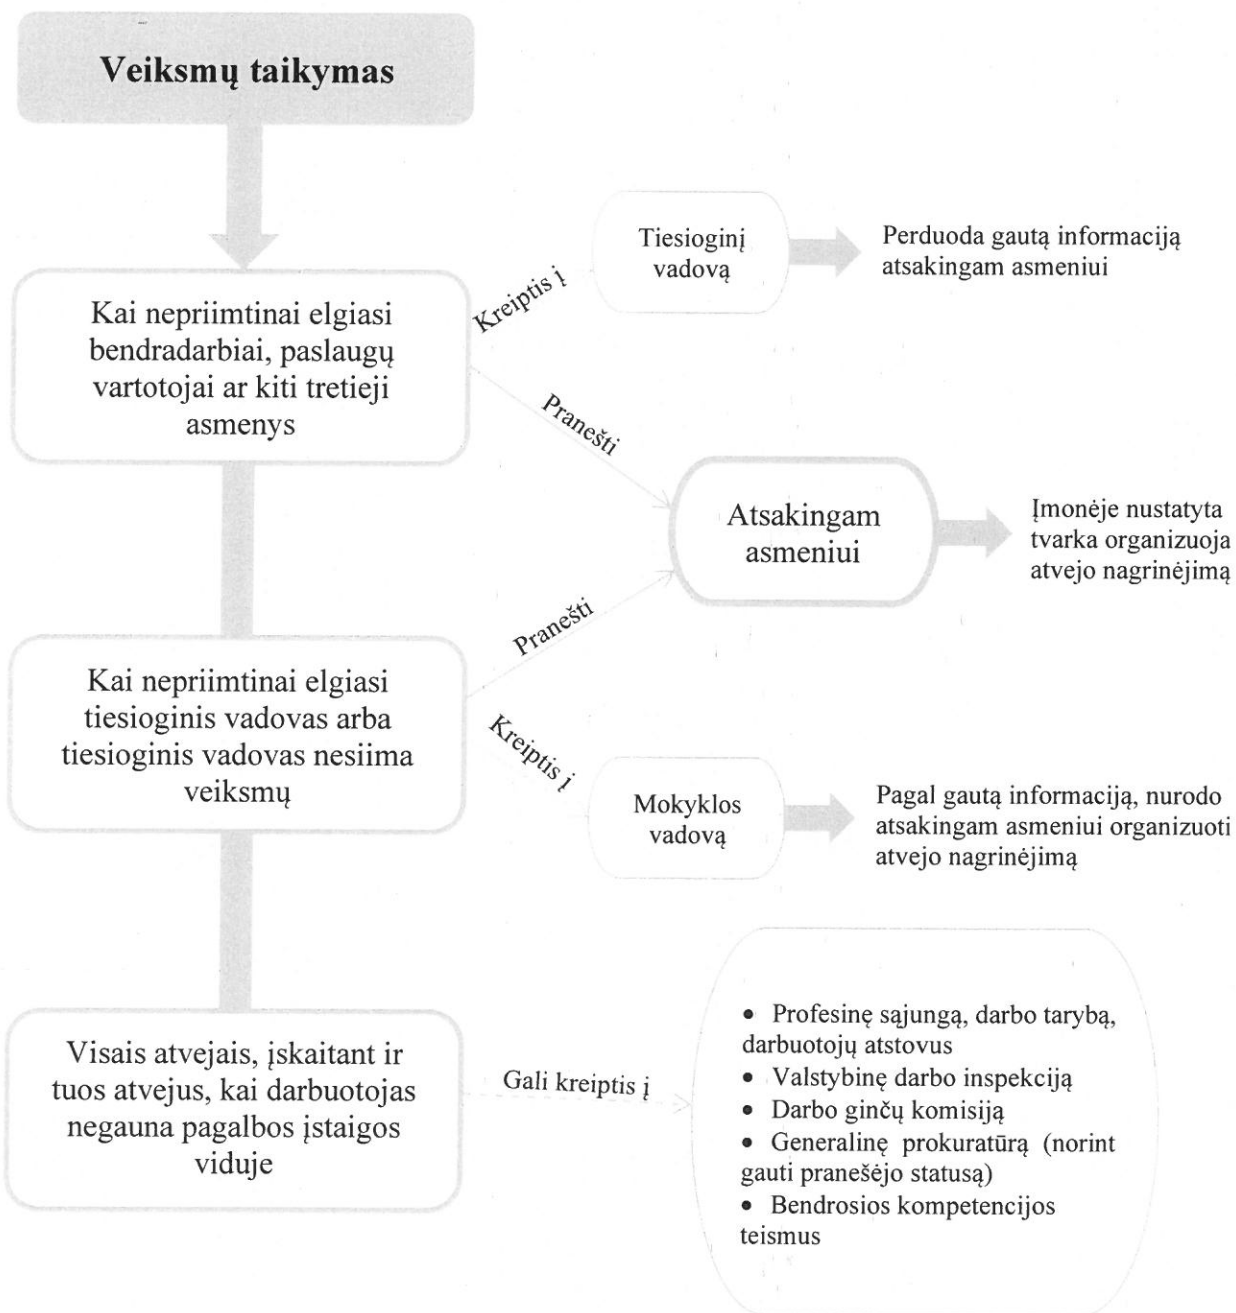 Veiksmų taikymas
Tiesioginį
vadovą
Perduoda gautą informaciją
atsakingam asmeniui
Kreiptis į
Kai nepriimtinai elgiasi
bendradarbiai, paslaugų
vartotojai ar kiti tretieji
asmenys
Pranešti
Atsakingam
asmeniui
Įmonėje nustatyta
tvarka organizuoja
atvejo nagrinėjimą
Pranešti
Kai nepriimtinai elgiasi
tiesioginis vadovas arba
tiesioginis vadovas nesiima
veiksmų
Kreiptis į
Mokyklos
vadovą
Pagal gautą informaciją, nurodo
atsakingam asmeniui organizuoti
atvejo nagrinėjimą
Visais atvejais, įskaitant ir
tuos atvejus, kai darbuotojas
negauna pagalbos įstaigos
viduje
Gali kreiptis į
• Profesinę sąjungą, darbo tarybą,
darbuotojų atstovus
• Valstybinę darbo inspekciją
• Darbo ginčų komisiją
• Generalinę prokuratūrą (norint
gauti pranešėjo statusą)
• Bendrosios kompetencijos
teismus